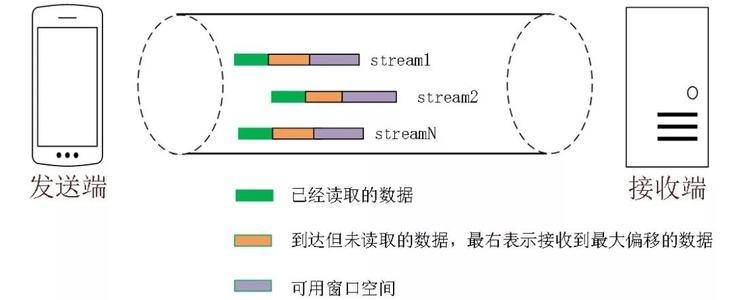 stream1
stream2
streamN
发送端
接收端
已经读取的数据
到达但未读取的数据，最右表示接收到最大偏移的数据
可用窗口空间